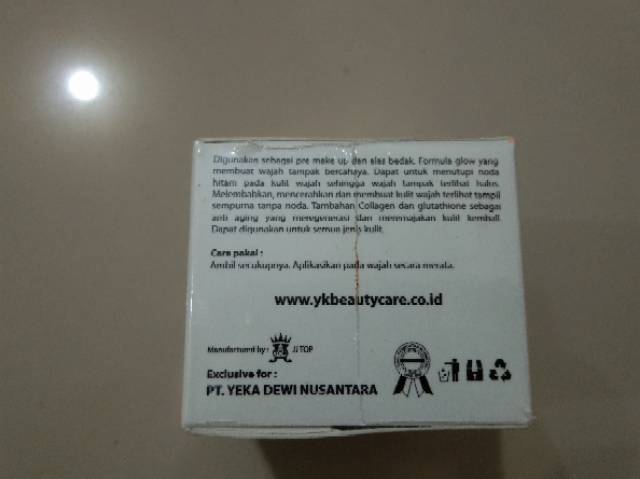 Digunakan sebagai pre make up dan alas bedak. Formula glow yang
membuat wajah tampak bercahaya. Dapat untuk menutupi noda
hitam pada kulit wajah sehingga wajah tampak terlihat halus.
Melembabkan, mencerahkan dan membuat kulit wajah terlihat tampil
sempurna tanpa noda. Tambahan Collagen dan glutathione sebagai
anti aging yang meregenerasi dan meremajakan kulit kembali.
Dapat digunakan untuk semua jenis kulit.
Cara pakai :
Ambil secukupnya. Aplikasikan pada wajah secara merata.
www.ykbeautycare.co.id
Manufactured by : JJ TOP
Exclusive for :
PT. YEKA DEWI NUSANTARA